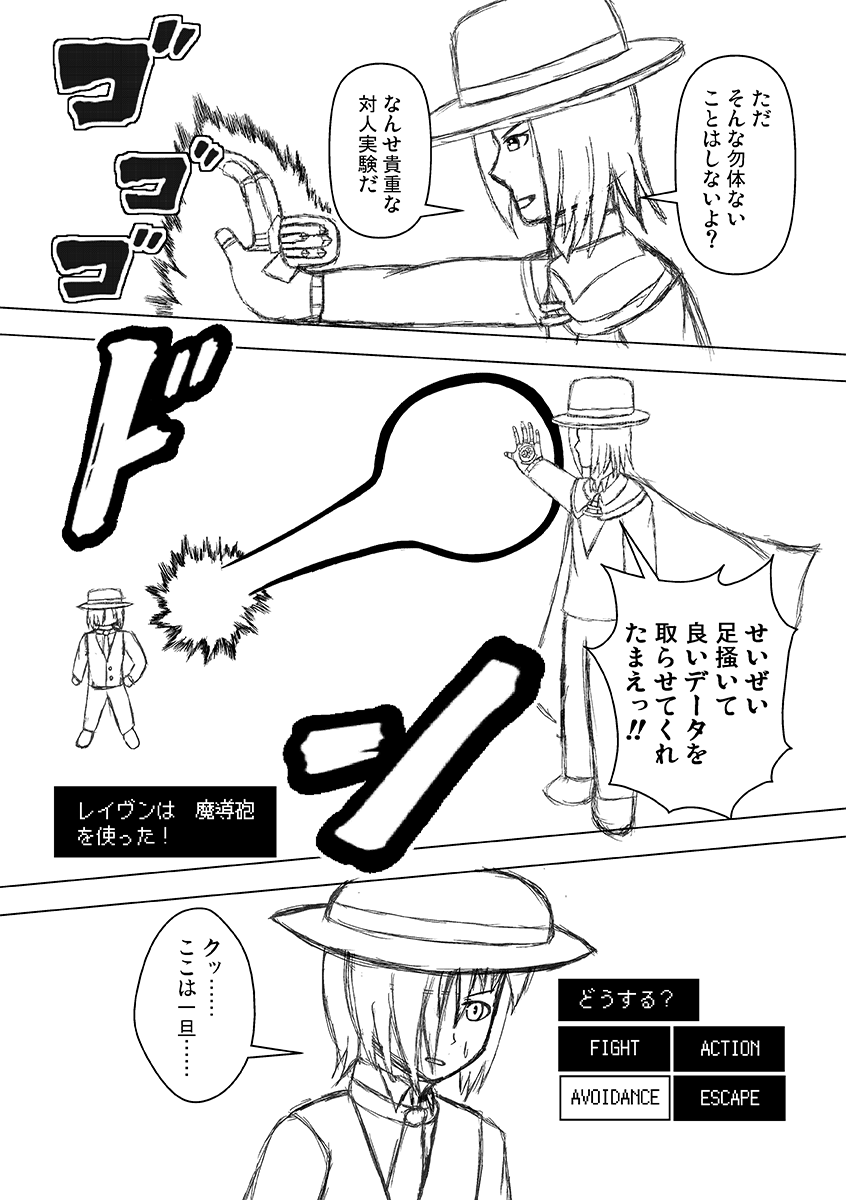 ただ
そんな勿体ない
ことはしないよ？
なんせ貴重な
対人実験だ
ゴ
ゴ
ゴ
ドン
せいぜい
足掻いて
良いデータを
取らせてくれ
たまえっ!!
レイヴンは　魔導砲
を使った！
クッ……
ここは一旦……
どうする？
FIGHT
ACTION
AVOIDANCE
ESCAPE